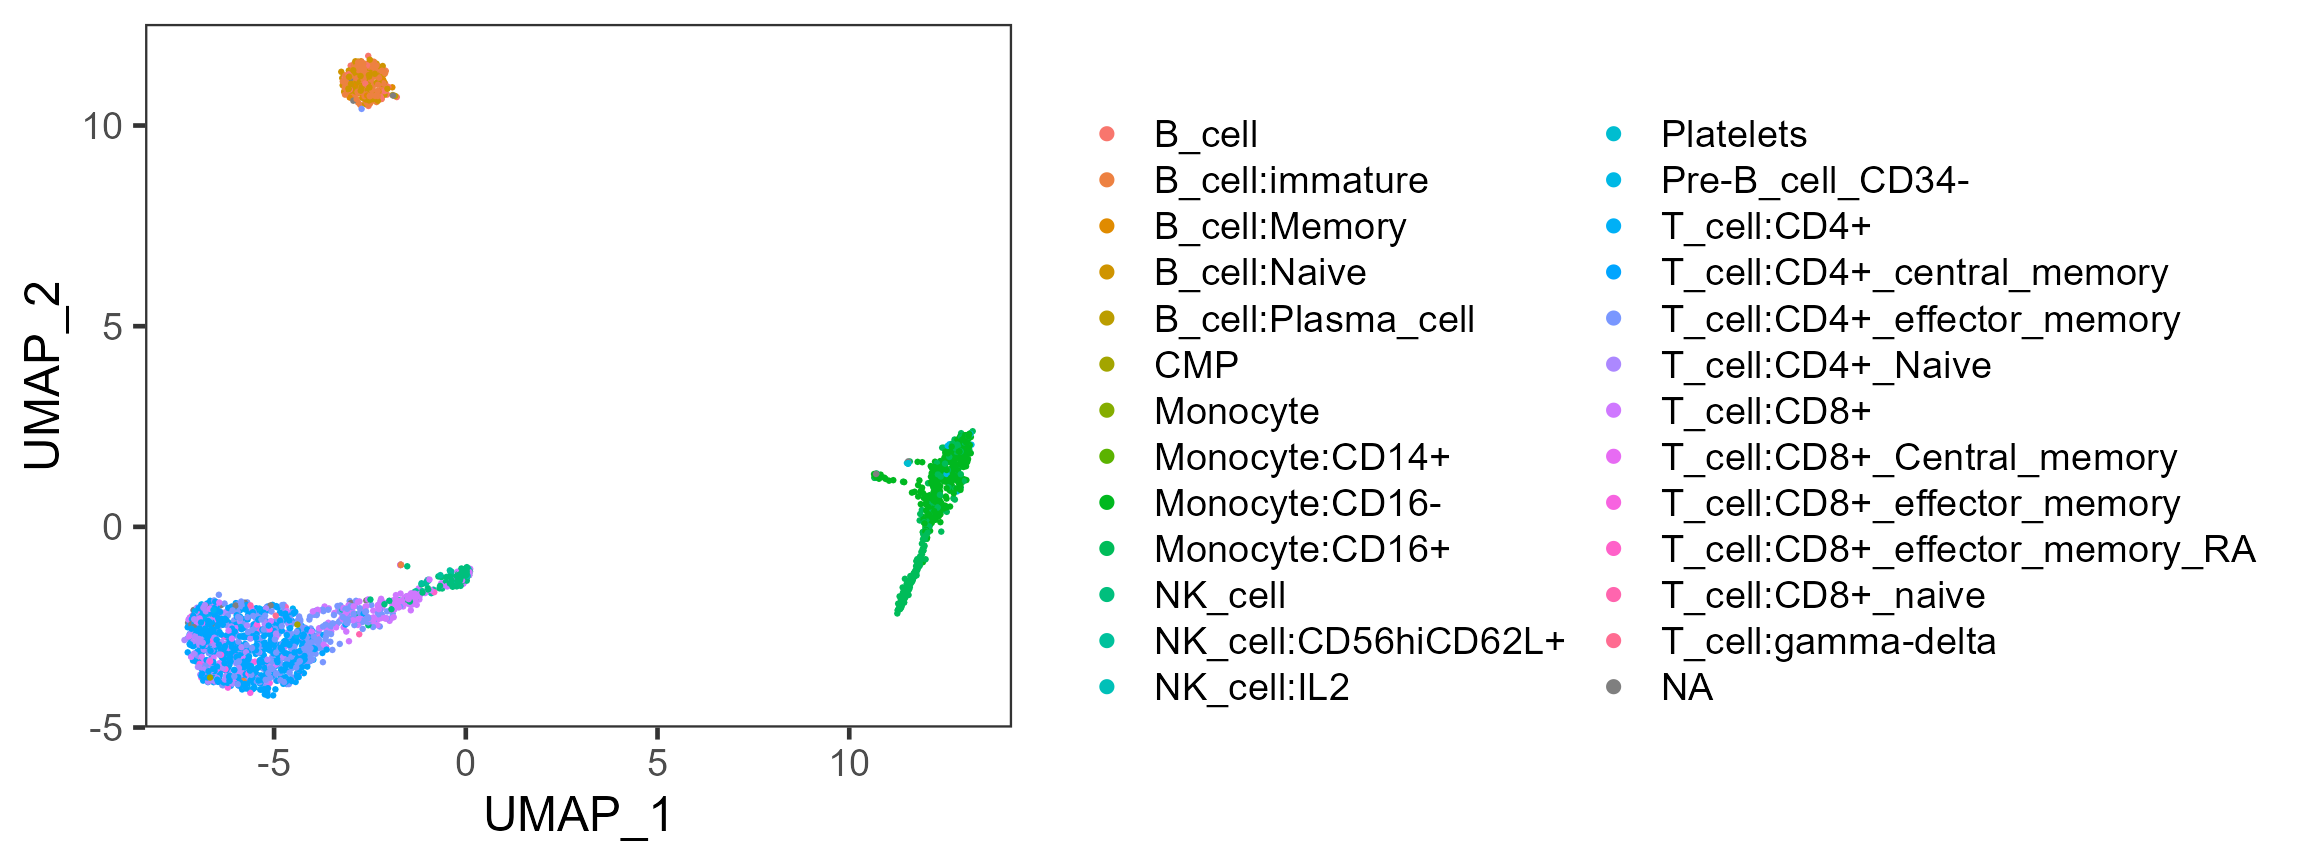 UMAP_2
10
5
0
-5
-5
0
5
10
UMAP_1
B_cell
B_cell:immature
B_cell:Memory
B_cell:Naive
B_cell:Plasma_cell
CMP
Monocyte
Monocyte:CD14+
Monocyte:CD16-
Monocyte:CD16+
NK_cell
NK_cell:CD56hiCD62L+
NK_cell:IL2
Platelets
Pre-B_cell_CD34-
T_cell:CD4+
T_cell:CD4+_central_memory
T_cell:CD4+_effector_memory
T_cell:CD4+_Naive
T_cell:CD8+
T_cell:CD8+_Central_memory
T_cell:CD8+_effector_memory
T_cell:CD8+_effector_memory_RA
T_cell:CD8+_naive
T_cell:gamma-delta
NA